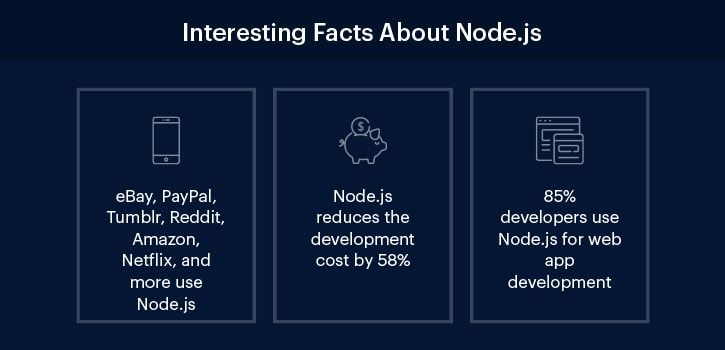 Interesting Facts About Node.js
eBay, PayPal,
Tumblr, Reddit,
Amazon,
Netflix, and
more use
Node.js
$
Node.js
reduces the
development
cost by 58%
85%
developers use
Node.js for web
app
development